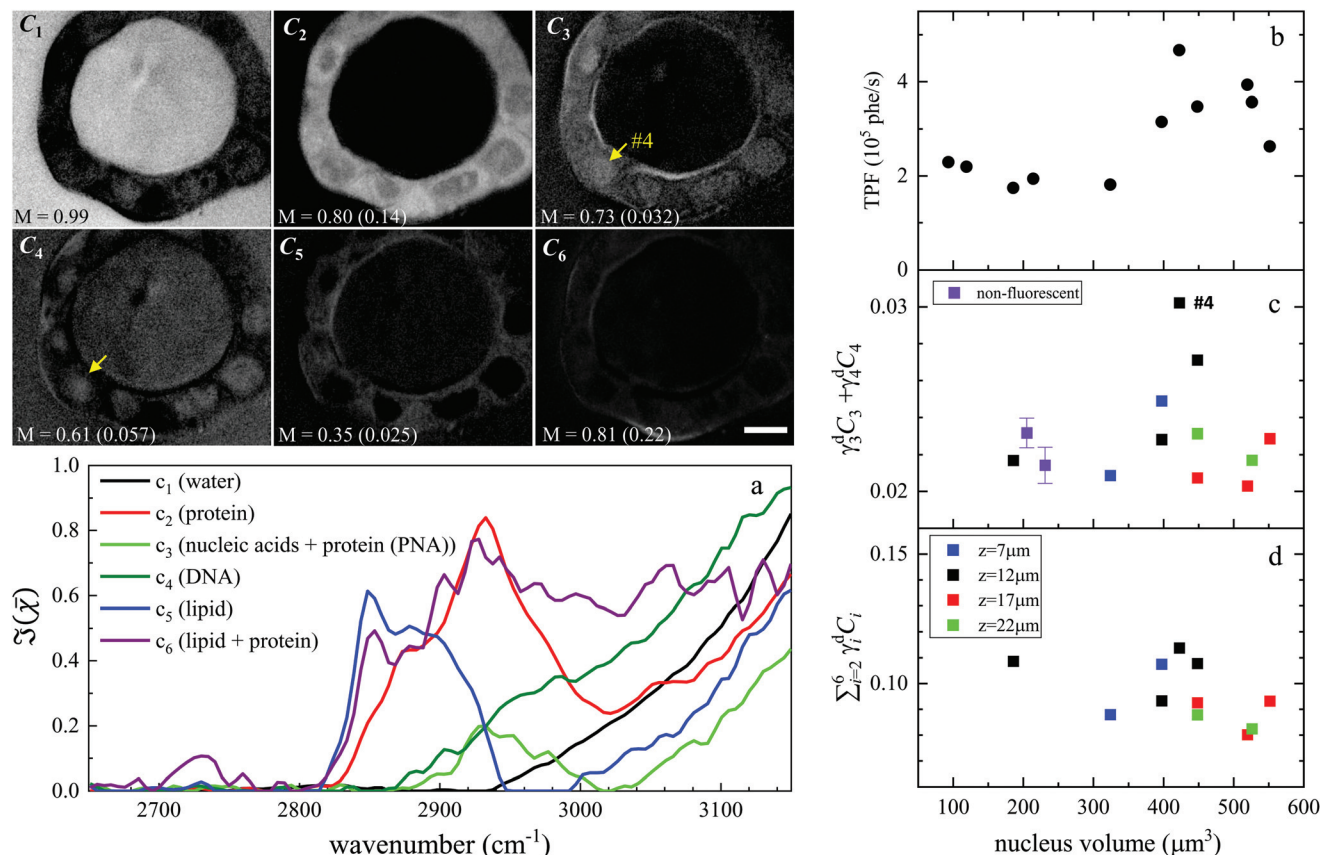 C₁
C₂
C₃
#4
M = 0.99
M = 0.80 (0.14)
M = 0.73 (0.032)
C₄
C₅
C₆
M = 0.61 (0.057)
M = 0.35 (0.025)
M = 0.81 (0.22)
a
c₁ (water)
c₂ (protein)
c₃ (nucleic acids + protein (PNA))
c₄ (DNA)
c₅ (lipid)
c₆ (lipid + protein)
1.0
0.8
0.6
0.4
0.2
0.0
ℑ(χ̄)
2700
2800
2900
3000
3100
wavenumber (cm⁻¹)
b
4
2
0
TPF (10⁵ phe/s)
non-fluorescent
#4
c
0.03
0.02
γ₃ᵈC₃ +γ₄ᵈC₄
z=7μm
z=12μm
z=17μm
z=22μm
d
0.15
0.10
∑⁶ᵢ₌₂ γᵢᵈCᵢ
100
200
300
400
500
600
nucleus volume (μm³)